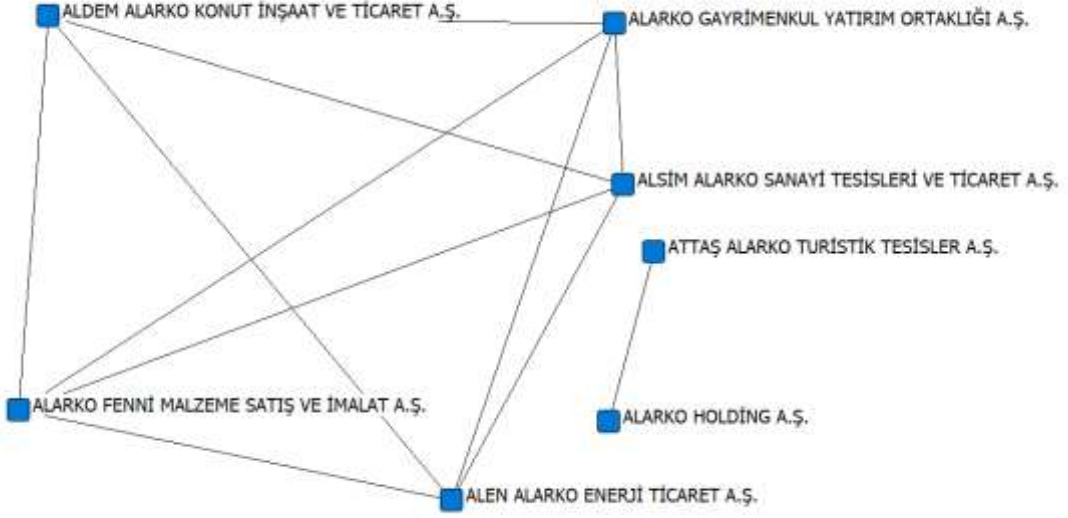 ALDEM ALARKO KONUT İNŞAAT VE TİCARET A.Ş.
ALARKO GAYRİMENKUL YATIRIM ORTAKLIĞI A.Ş.
ALSİM ALARKO SANAYİ TESİSLERİ VE TİCARET A.Ş.
ATTAŞ ALARKO TURİSTİK TESİSLER A.Ş.
ALARKO FENNİ MALZEME SATIŞ VE İMALAT A.Ş.
ALARKO HOLDİNG A.Ş.
ALEN ALARKO ENERJİ TİCARET A.Ş.